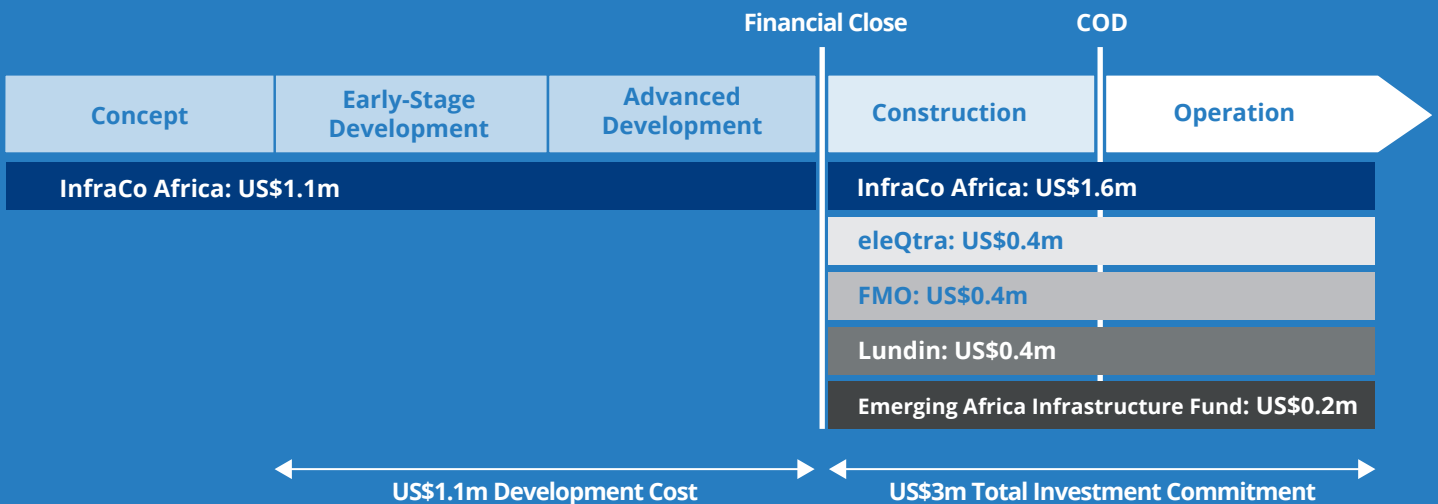 Financial Close
COD
Concept
Early-Stage
Development
Advanced
Development
Construction
Operation
InfraCo Africa: US$1.1m
InfraCo Africa: US$1.6m
eleQtra: US$0.4m
FMO: US$0.4m
Lundin: US$0.4m
Emerging Africa Infrastructure Fund: US$0.2m
US$1.1m Development Cost
US$3m Total Investment Commitment